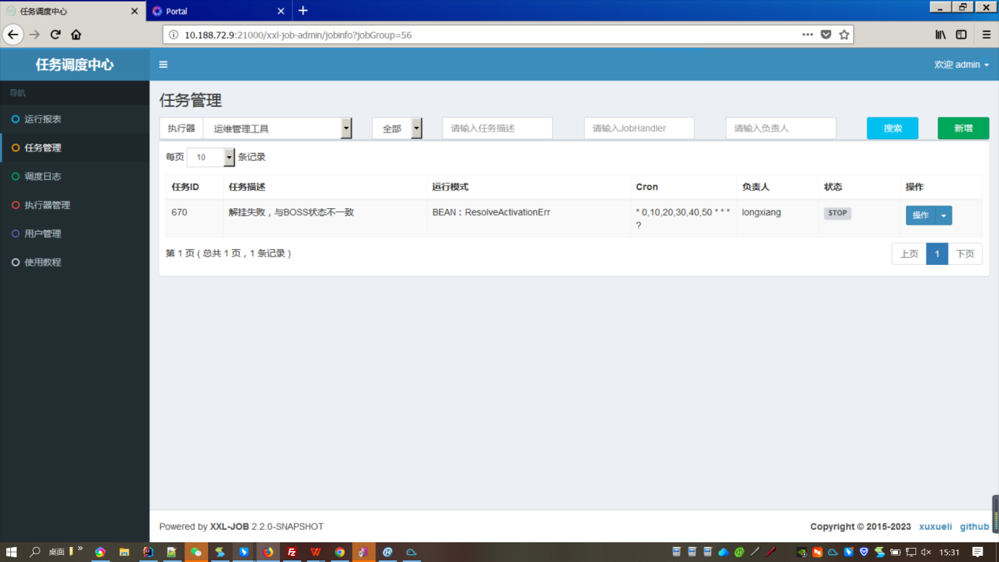 任务调度中心
Portal
10.188.72.9:21000/xxl-job-admin/jobinfo?jobGroup=56
任务调度中心
欢迎 admin
导航
运行报表
任务管理
调度日志
执行器管理
用户管理
使用教程
任务管理
执行器 运维管理工具 全部 请输入任务描述 请输入JobHandler 请输入负责人 搜索 新增
每页 10 条记录
任务ID 任务描述 运行模式 Cron 负责人 状态 操作
670 解挂失败，与BOSS状态不一致 BEAN：ResolveActivationErr * 0,10,20,30,40,50 * * * longxiang STOP 操作
?
第 1 页 ( 总共 1 页，1 条记录 ) 上页 1 下页
Powered by XXL-JOB 2.2.0-SNAPSHOT Copyright © 2015-2023 xuxueli github
桌面 15:31